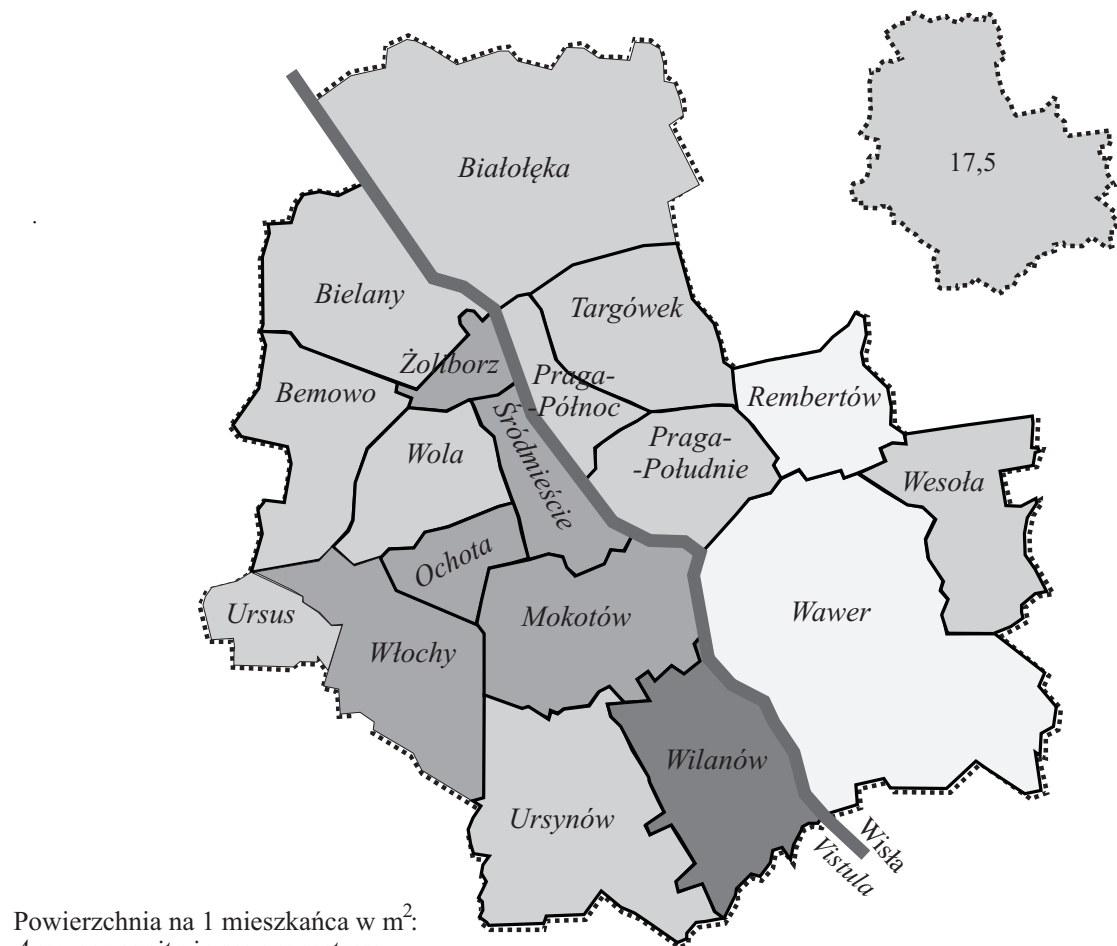 Białołęka
17,5
Bielany
Targówek
Żoliborz
Praga-
-Północ
Bemowo
Rembertów
Śródmieście
Praga-
-Południe
Wola
Wesoła
Ochota
Ursus
Mokotów
Wawer
Włochy
Wilanów
Ursynów
Wisła
Vistula
Powierzchnia na 1 mieszkańca w m²: